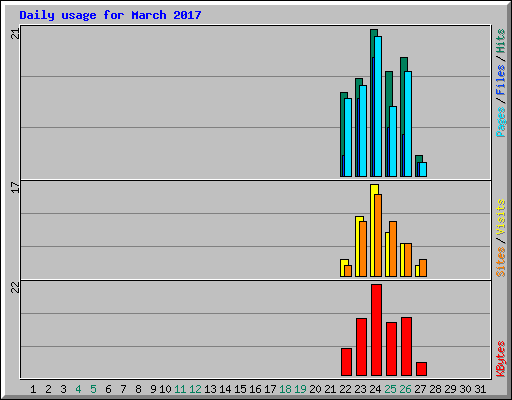 Daily usage for March 2017
21
17
22
Pages/Files/Hits
Sites/Visits
KBytes
1 2 3 4 5 6 7 8 9 10 11 12 13 14 15 16 17 18 19 20 21 22 23 24 25 26 27 28 29 30 31